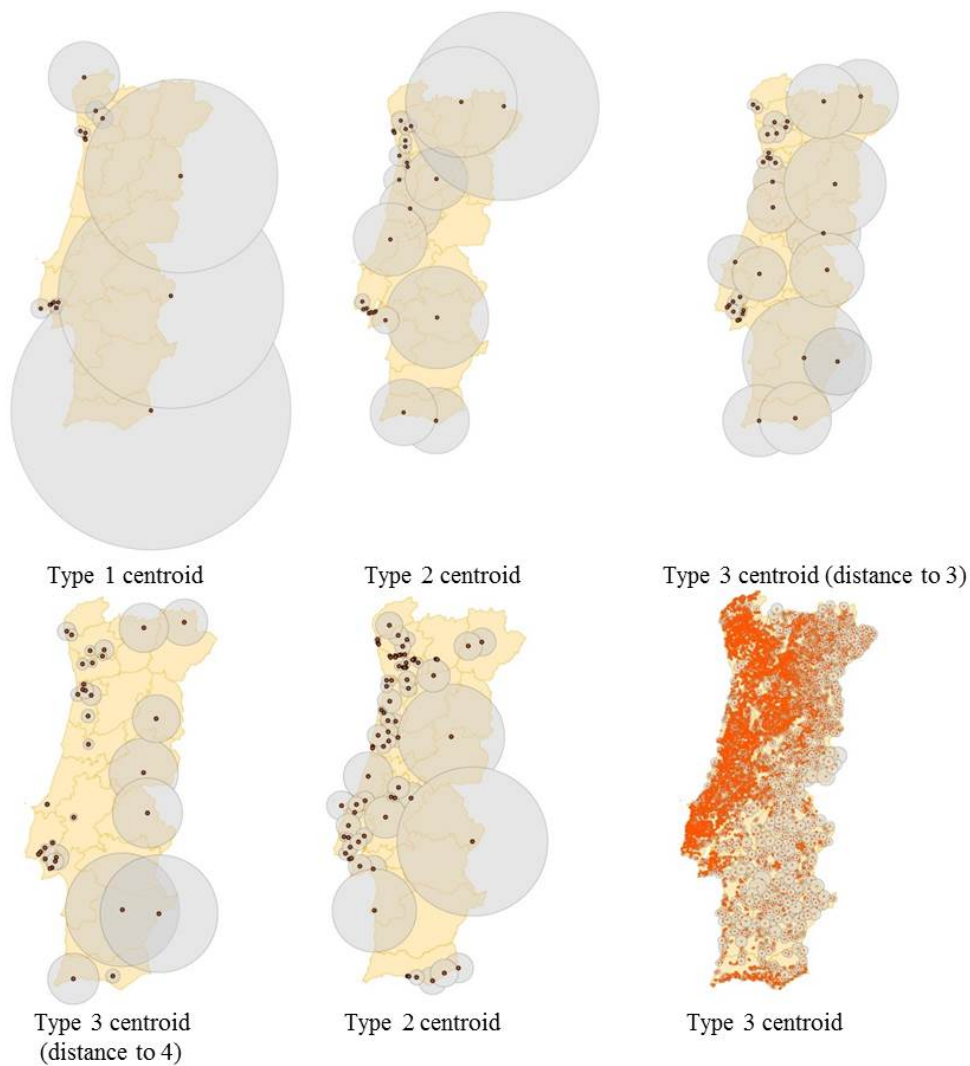 Type 1 centroid
Type 2 centroid
Type 3 centroid (distance to 3)
Type 3 centroid
(distance to 4)
Type 2 centroid
Type 3 centroid